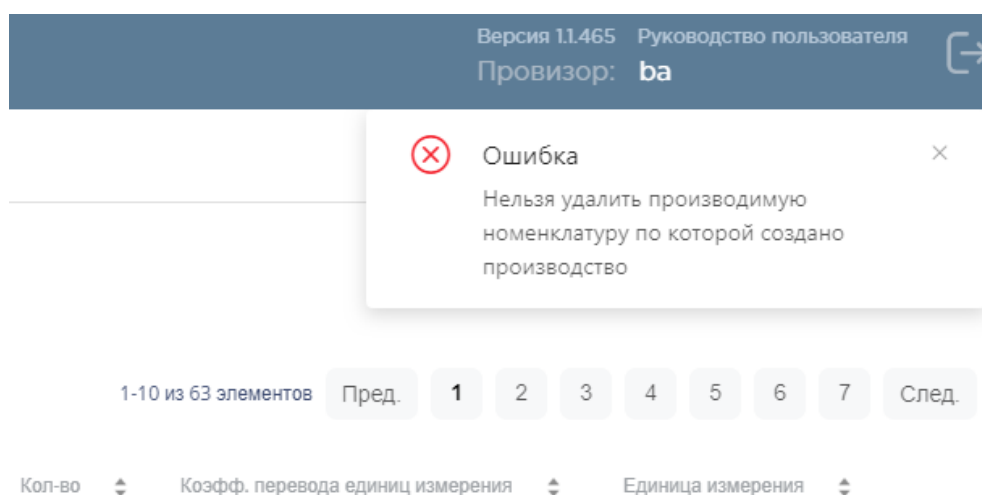 Версия 1.1.465 Руководство пользователя
Провизор: ba
Ошибка
Нельзя удалить производимую
номенклатуру по которой создано
производство
1-10 из 63 элементов Пред. 1 2 3 4 5 6 7 След.
Кол-во Коэфф. перевода единиц измерения Единица измерения